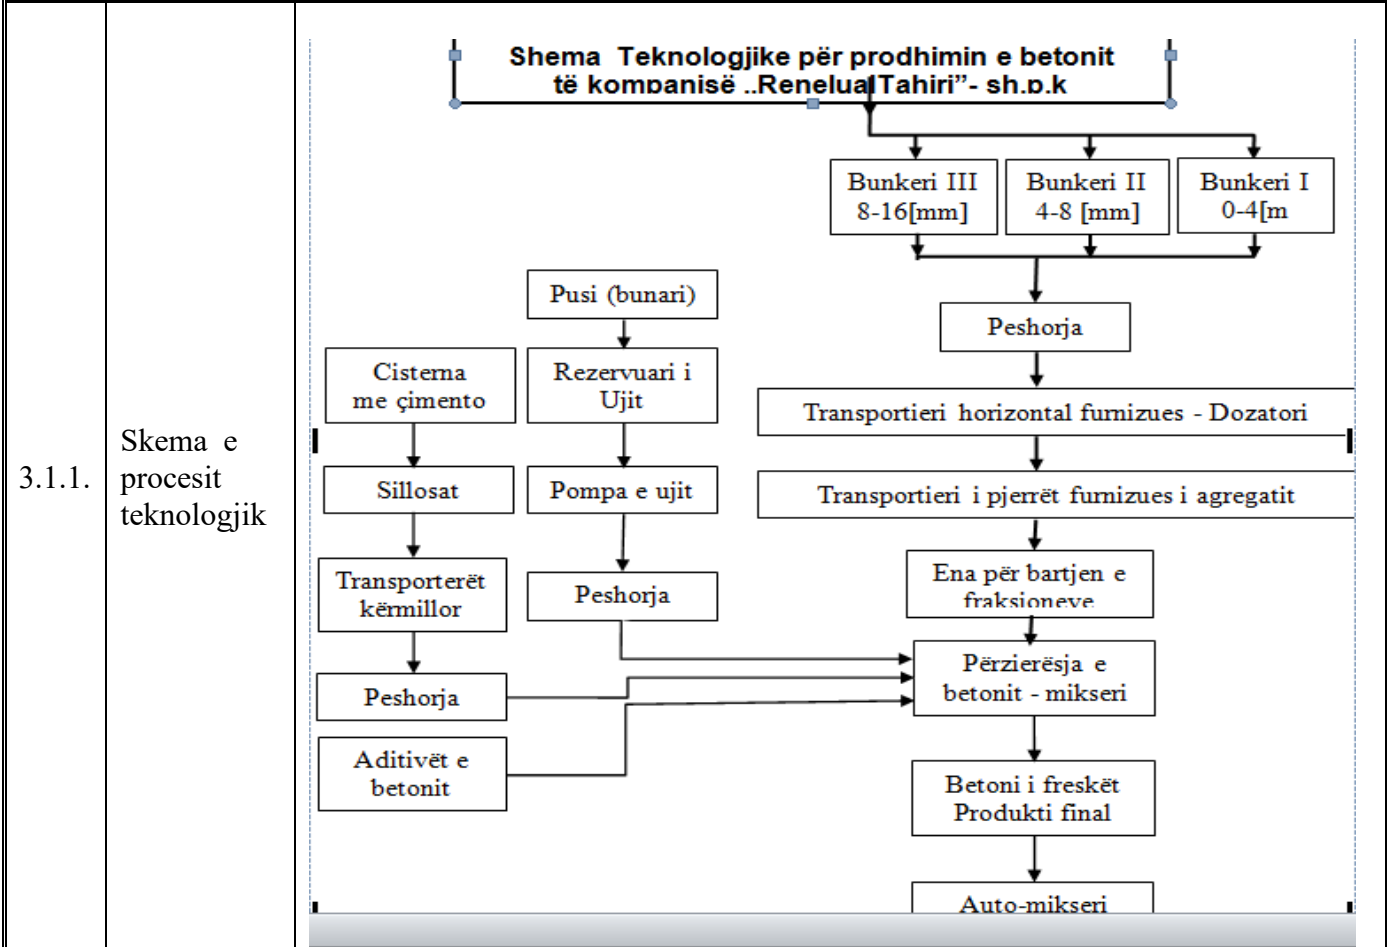 3.1.1.
Skema e
procesit
teknologjik
Shema Teknologjike për prodhimin e betonit
të kompanisë „Renelual Tahiri”- sh.p.k
Bunkeri III
8-16[mm]
Bunkeri II
4-8 [mm]
Bunkeri I
0-4[m
Peshorja
Transportieri horizontal furnizues - Dozatori
Transportieri i pjerrët furnizues i agregatit
Ena për bartjen e
fraksioneve
Pusi (bunari)
Rezervuari i
Ujit
Pompa e ujit
Peshorja
Cisterna
me çimento
Sillosat
Transporterët
kërmillor
Peshorja
Aditivët e
betonit
Përzierësja e
betonit - mikseri
Betoni i freskët
Produkti final
Auto-mikseri